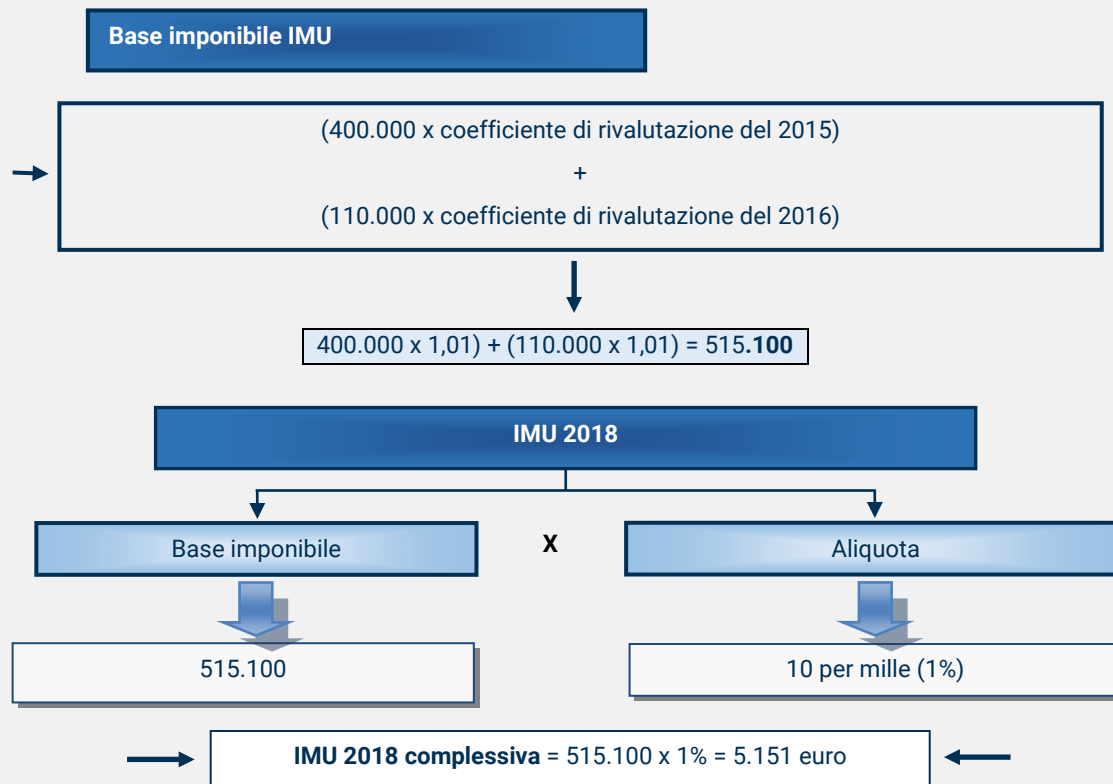 Base imponibile IMU
(400.000 x coefficiente di rivalutazione del 2015)
+
(110.000 x coefficiente di rivalutazione del 2016)
400.000 x 1,01) + (110.000 x 1,01) = 515.100
IMU 2018
Base imponibile
X
Aliquota
515.100
10 per mille (1%)
IMU 2018 complessiva = 515.100 x 1% = 5.151 euro